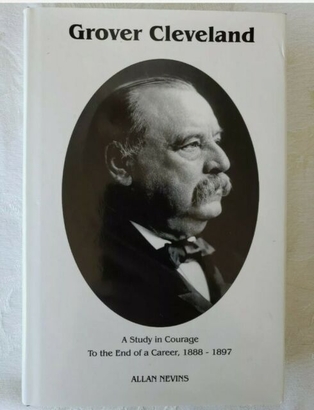 Grover Cleveland
A Study in Courage
To the End of a Career, 1888 - 1897
ALLAN NEVINS